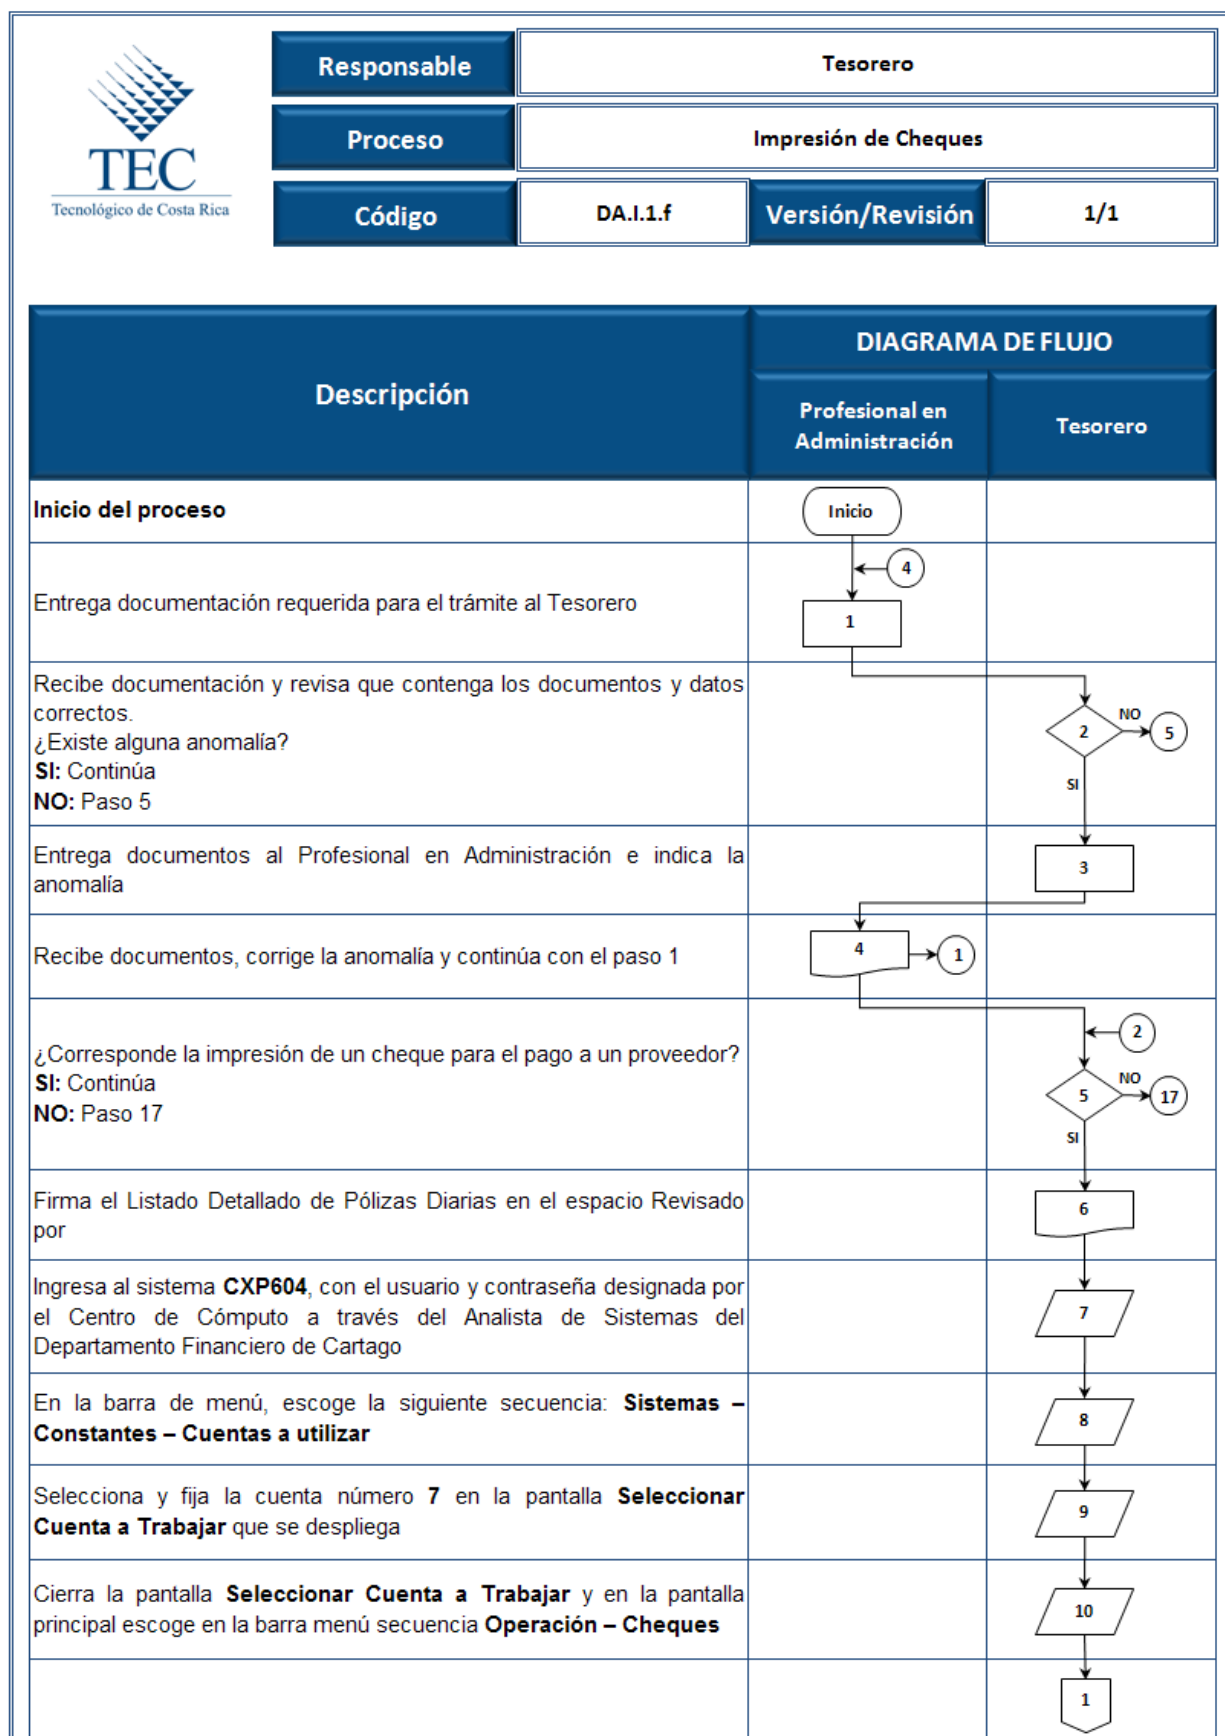 TEC
Tecnológico de Costa Rica
Responsable
Tesorero
Proceso
Impresión de Cheques
Código
DA.I.1.f
Versión/Revisión
1/1
Descripción
DIAGRAMA DE FLUJO
Profesional en
Administración
Tesorero
Inicio del proceso
Inicio
4
Entrega documentación requerida para el trámite al Tesorero
1
Recibe documentación y revisa que contenga los documentos y datos
correctos.
¿Existe alguna anomalía?
SI: Continúa
NO: Paso 5
2
NO
5
SI
Entrega documentos al Profesional en Administración e indica la
anomalía
3
Recibe documentos, corrige la anomalía y continúa con el paso 1
4
1
¿Corresponde la impresión de un cheque para el pago a un proveedor?
SI: Continúa
NO: Paso 17
2
5
NO
17
SI
Firma el Listado Detallado de Pólizas Diarias en el espacio Revisado
por
6
Ingresa al sistema CXP604, con el usuario y contraseña designada por
el Centro de Cómputo a través del Analista de Sistemas del
Departamento Financiero de Cartago
7
En la barra de menú, escoge la siguiente secuencia: Sistemas –
Constantes – Cuentas a utilizar
8
Selecciona y fija la cuenta número 7 en la pantalla Seleccionar
Cuenta a Trabajar que se despliega
9
Cierra la pantalla Seleccionar Cuenta a Trabajar y en la pantalla
principal escoge en la barra menú secuencia Operación – Cheques
10
1